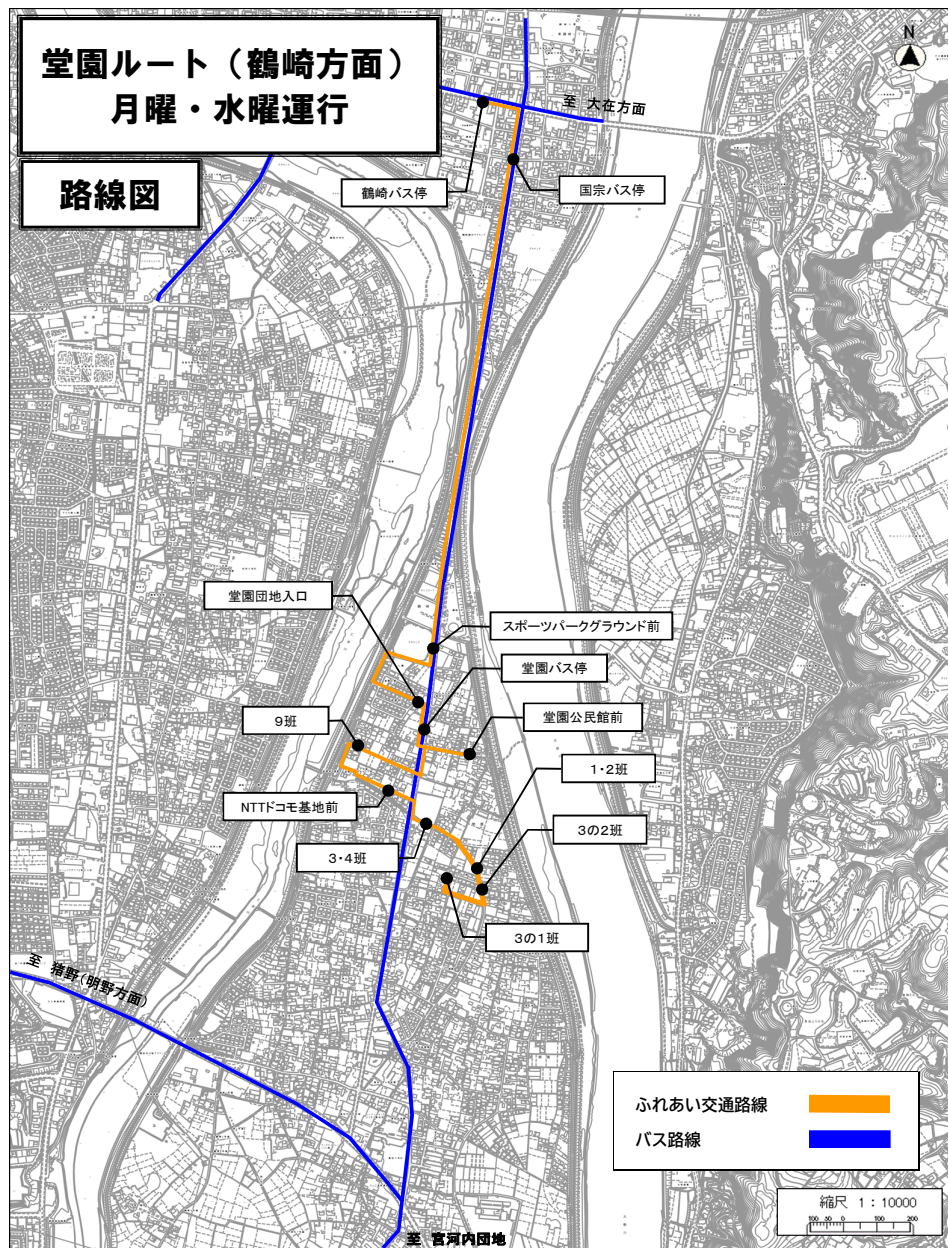 堂園ルート（鶴崎方面）
月曜・水曜運行
路線図
N
至 大在方面
鶴崎バス停
国宗バス停
堂園団地入口
スポーツパークグラウンド前
堂園バス停
9班
堂園公民館前
1・2班
NTTドコモ基地前
3の2班
3・4班
3の1班
至 猪野(明野方面)
ふれあい交通路線
バス路線
縮尺 1：10000
100 50 0 100 200
至 宮河内団地